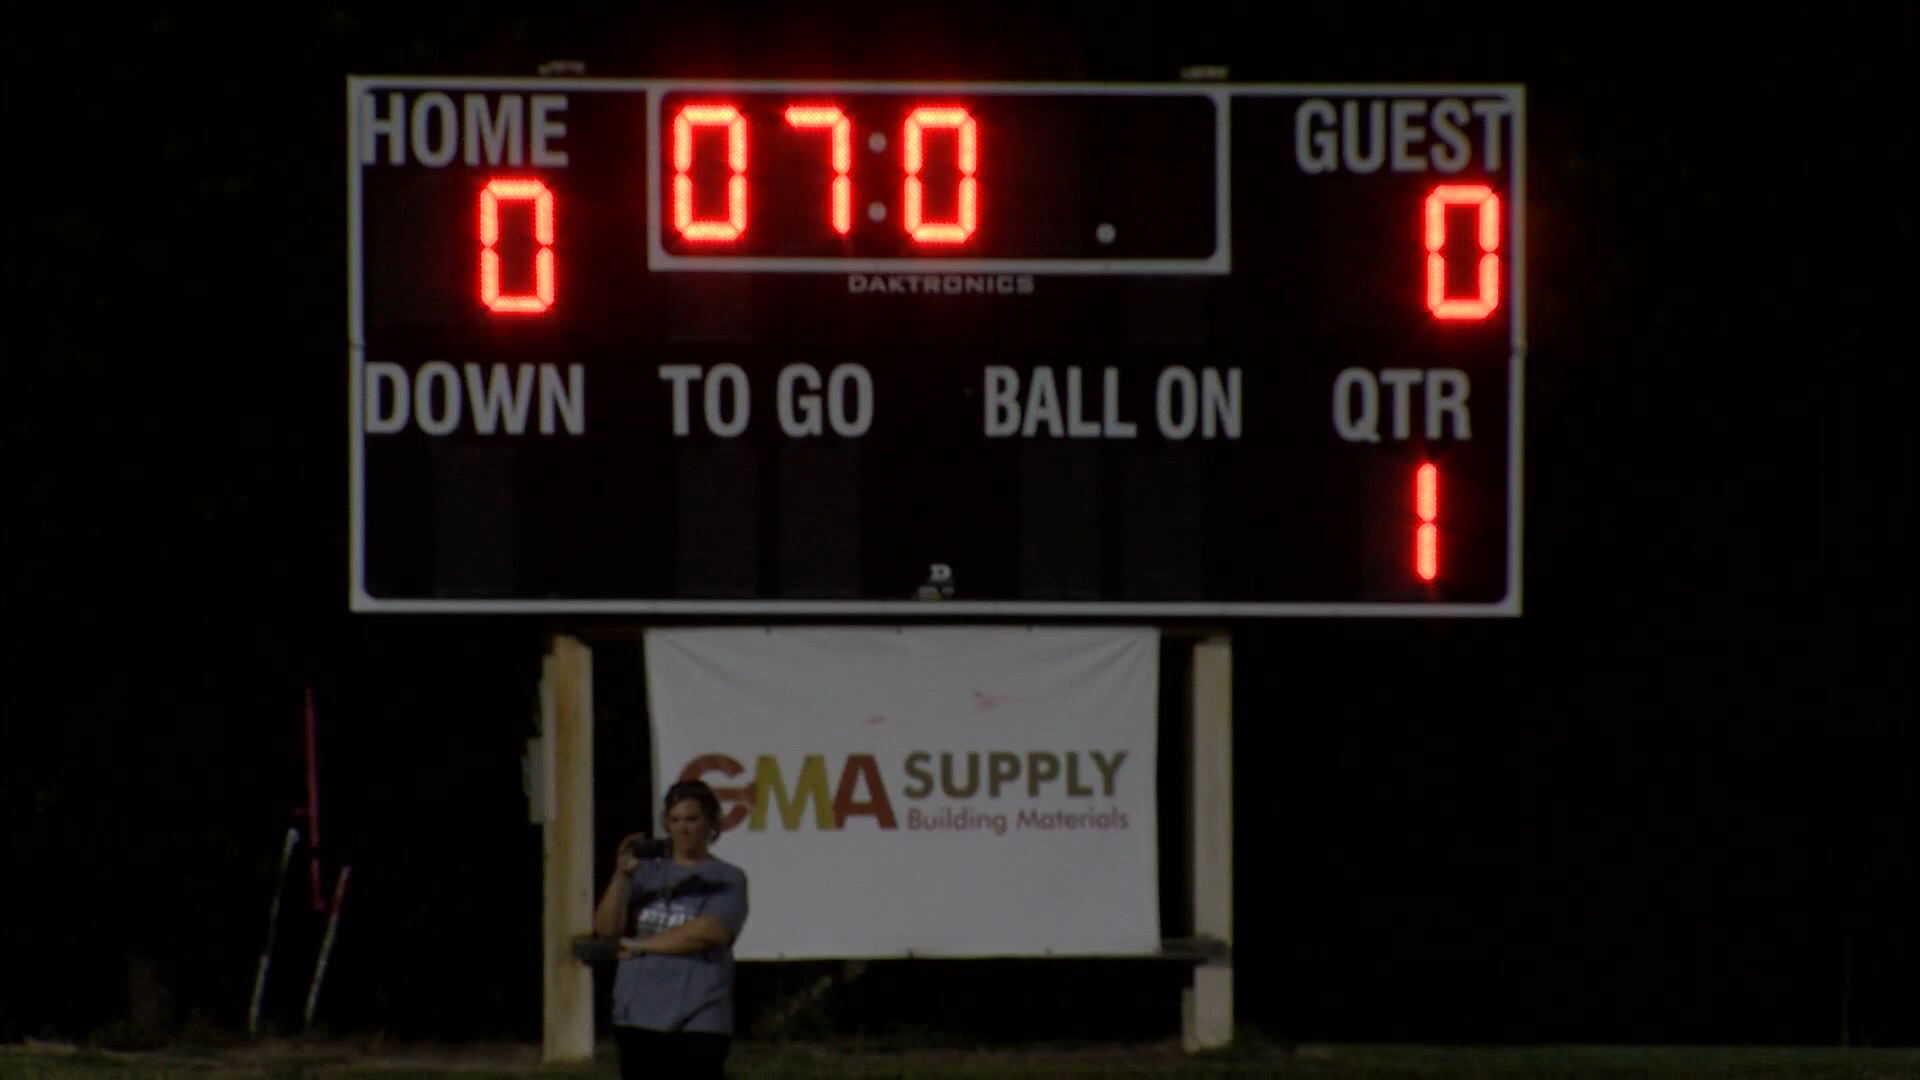 HOME 07:0 GUEST
0 0
DAKTRONICS
DOWN TO GO BALL ON QTR
1
GMA SUPPLY
Building Materials